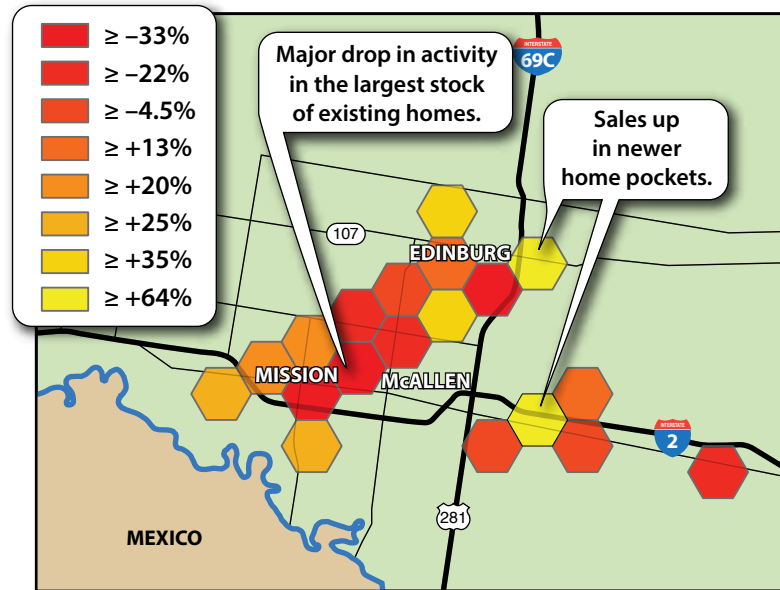 ≥ –33%
≥ –22%
≥ –4.5%
≥ +13%
≥ +20%
≥ +25%
≥ +35%
≥ +64%
Major drop in activity
in the largest stock
of existing homes.
INTERSTATE
69C
Sales up
in newer
home pockets.
107
EDINBURG
MISSION
McALLEN
INTERSTATE
2
281
MEXICO